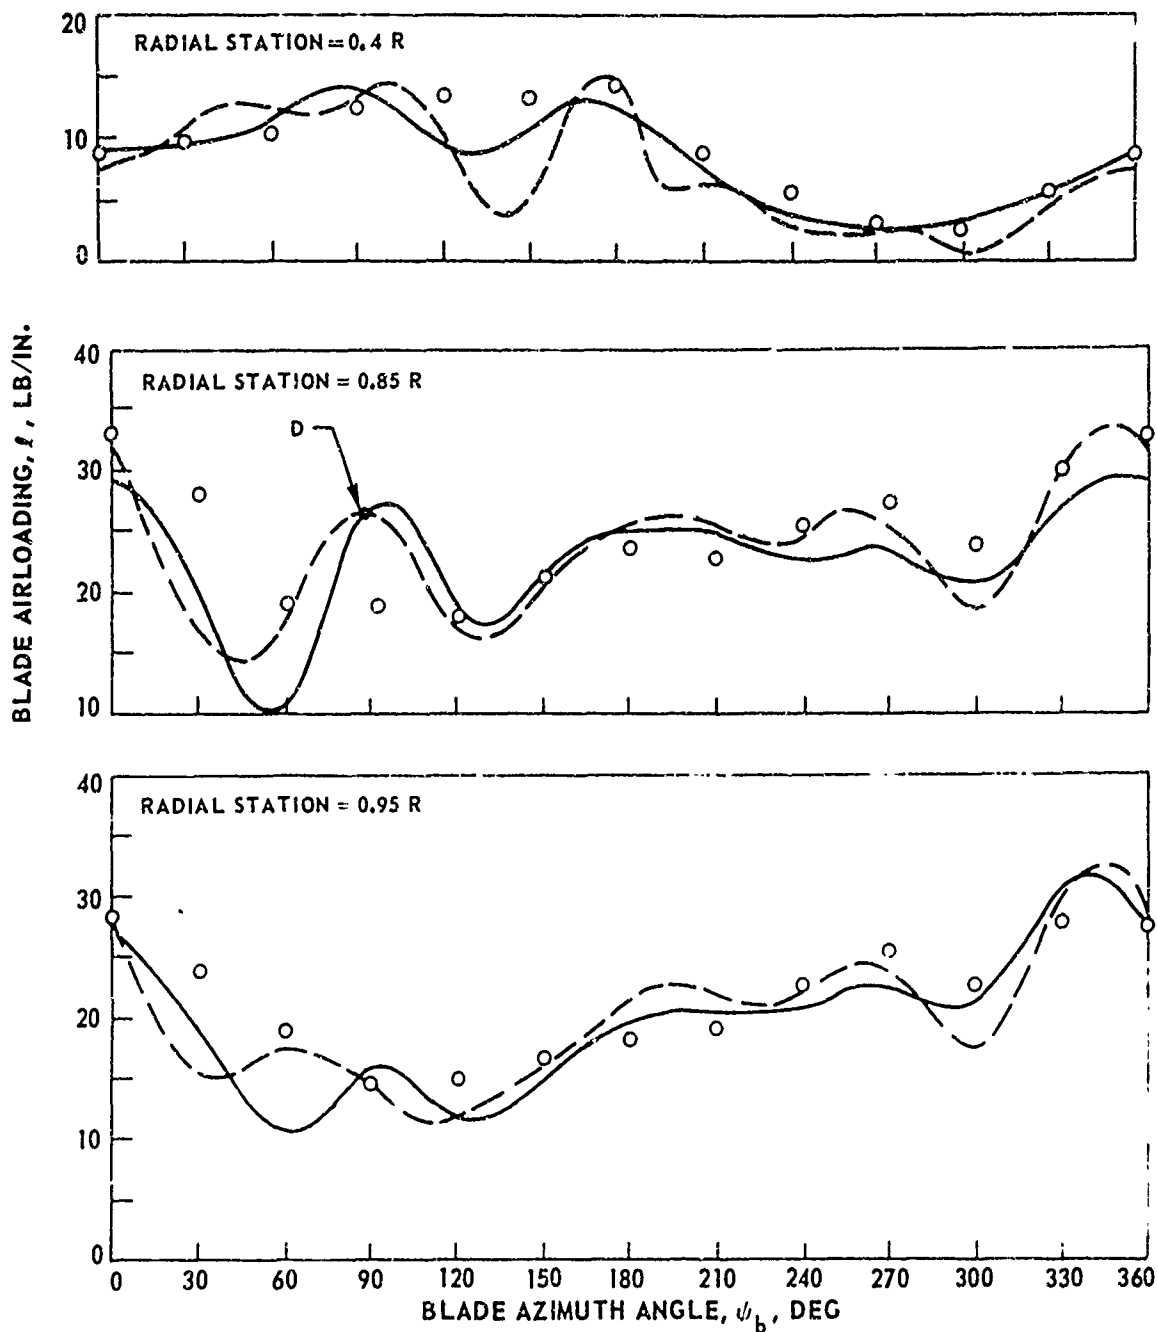 20
RADIAL STATION = 0.4 R
10
0
40
RADIAL STATION = 0.85 R
D
30
20
10
BLADE AIRLOADING, ℓ, LB/IN.
40
RADIAL STATION = 0.95 R
30
20
10
0
0 30 60 90 120 150 180 210 240 270 300 330 360
BLADE AZIMUTH ANGLE, ψb, DEG